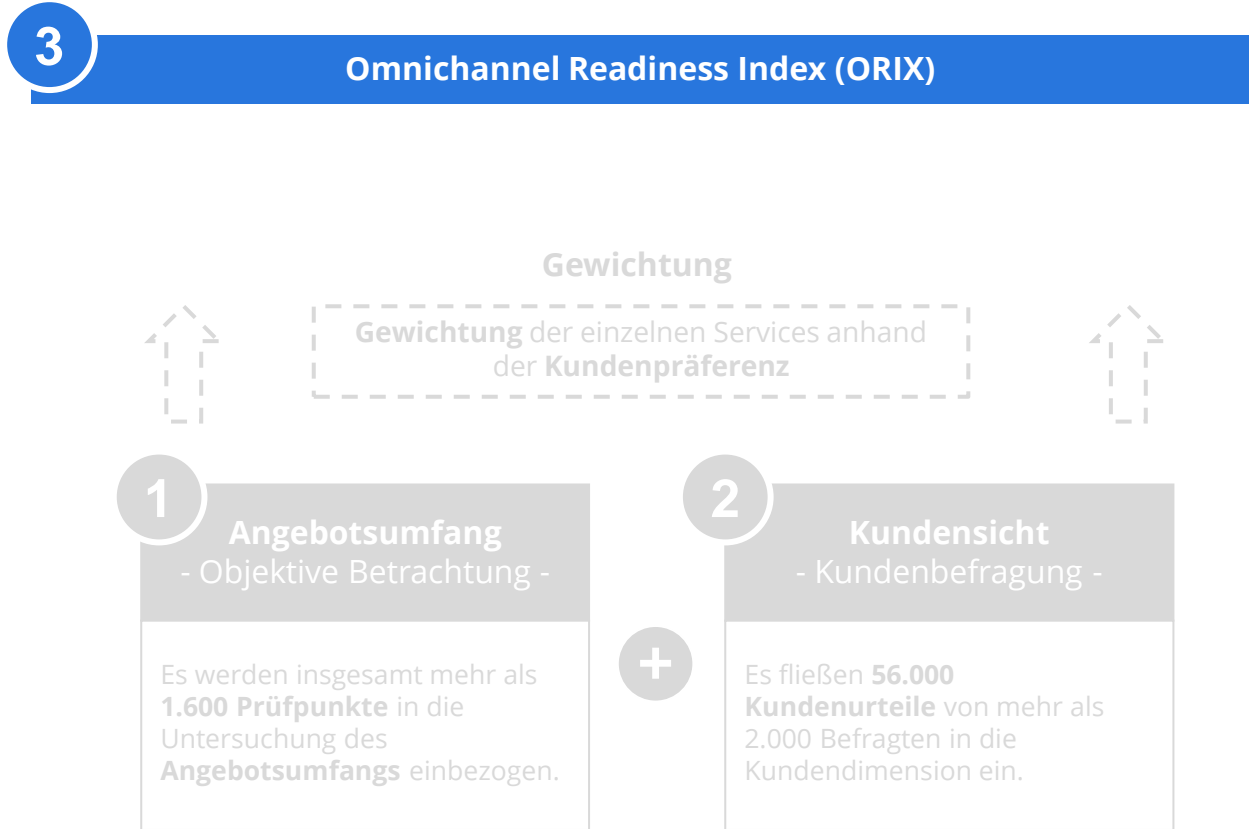 3
Omnichannel Readiness Index (ORIX)
Gewichtung
Gewichtung der einzelnen Services anhand
der Kundenpräferenz
1
Angebotsumfang
- Objektive Betrachtung -
Es werden insgesamt mehr als
1.600 Prüfpunkte in die
Untersuchung des
Angebotsumfangs einbezogen.
+
2
Kundensicht
- Kundenbefragung -
Es fließen 56.000
Kundenurteile von mehr als
2.000 Befragten in die
Kundendimension ein.